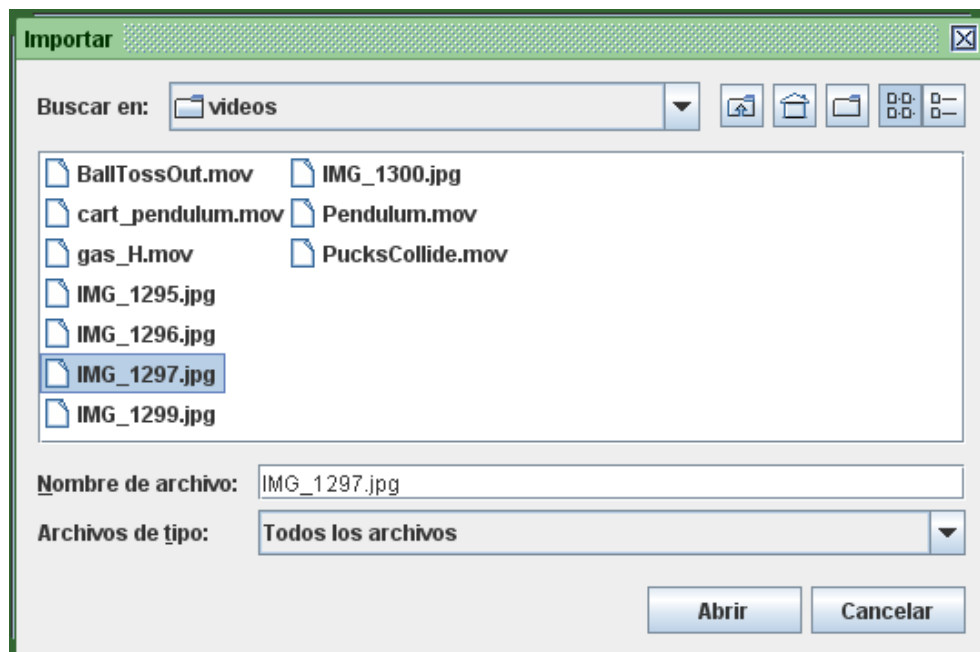 Importar
Buscar en: videos
BallTossOut.mov
cart_pendulum.mov
gas_H.mov
IMG_1295.jpg
IMG_1296.jpg
IMG_1297.jpg
IMG_1299.jpg
IMG_1300.jpg
Pendulum.mov
PucksCollide.mov
Nombre de archivo: IMG_1297.jpg
Archivos de tipo: Todos los archivos
Abrir Cancelar